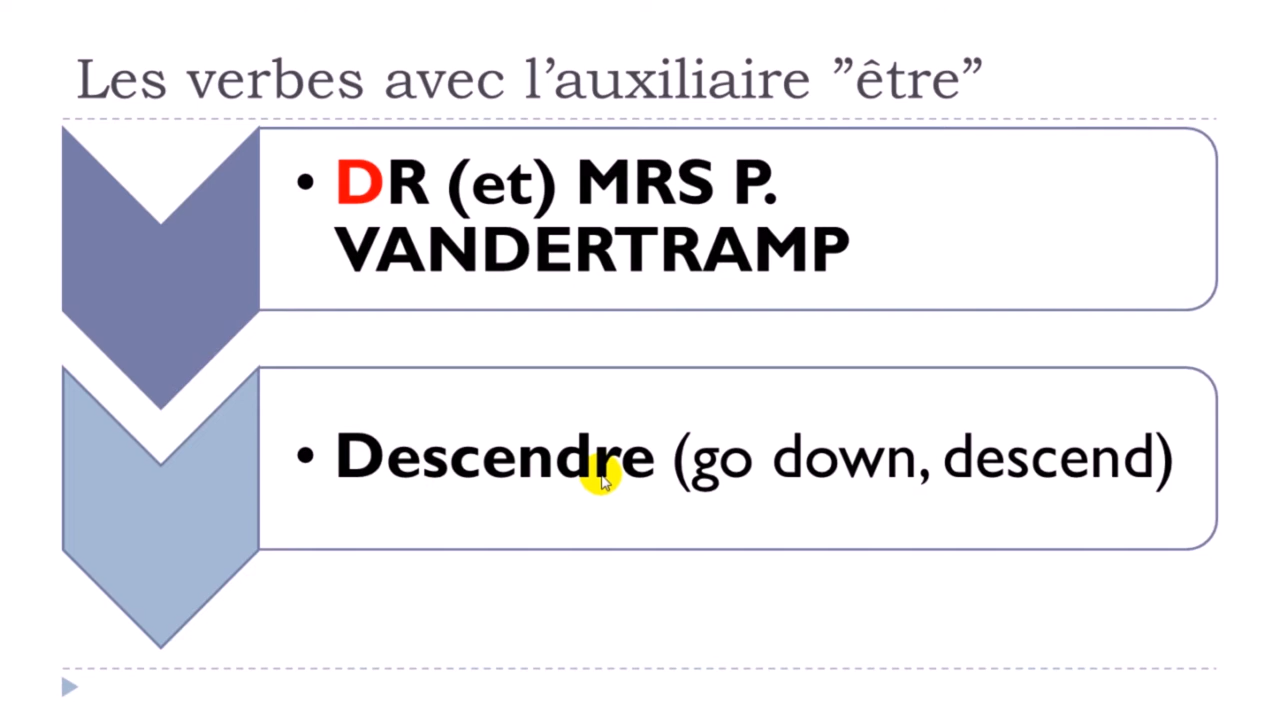 Les verbes avec l’auxiliaire ”être”
• DR (et) MRS P.
VANDERTRAMP
• Descendre (go down, descend)